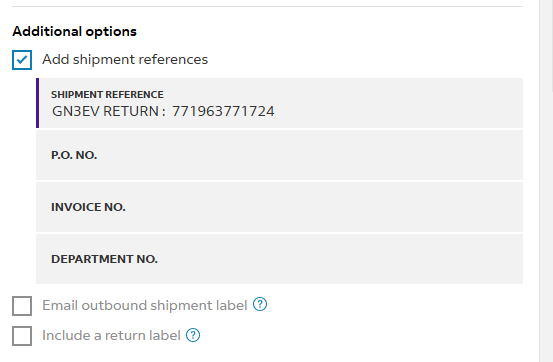 Additional options
Add shipment references
SHIPMENT REFERENCE
GN3EV RETURN : 771963771724
P.O. NO.
INVOICE NO.
DEPARTMENT NO.
Email outbound shipment label ?
Include a return label ?